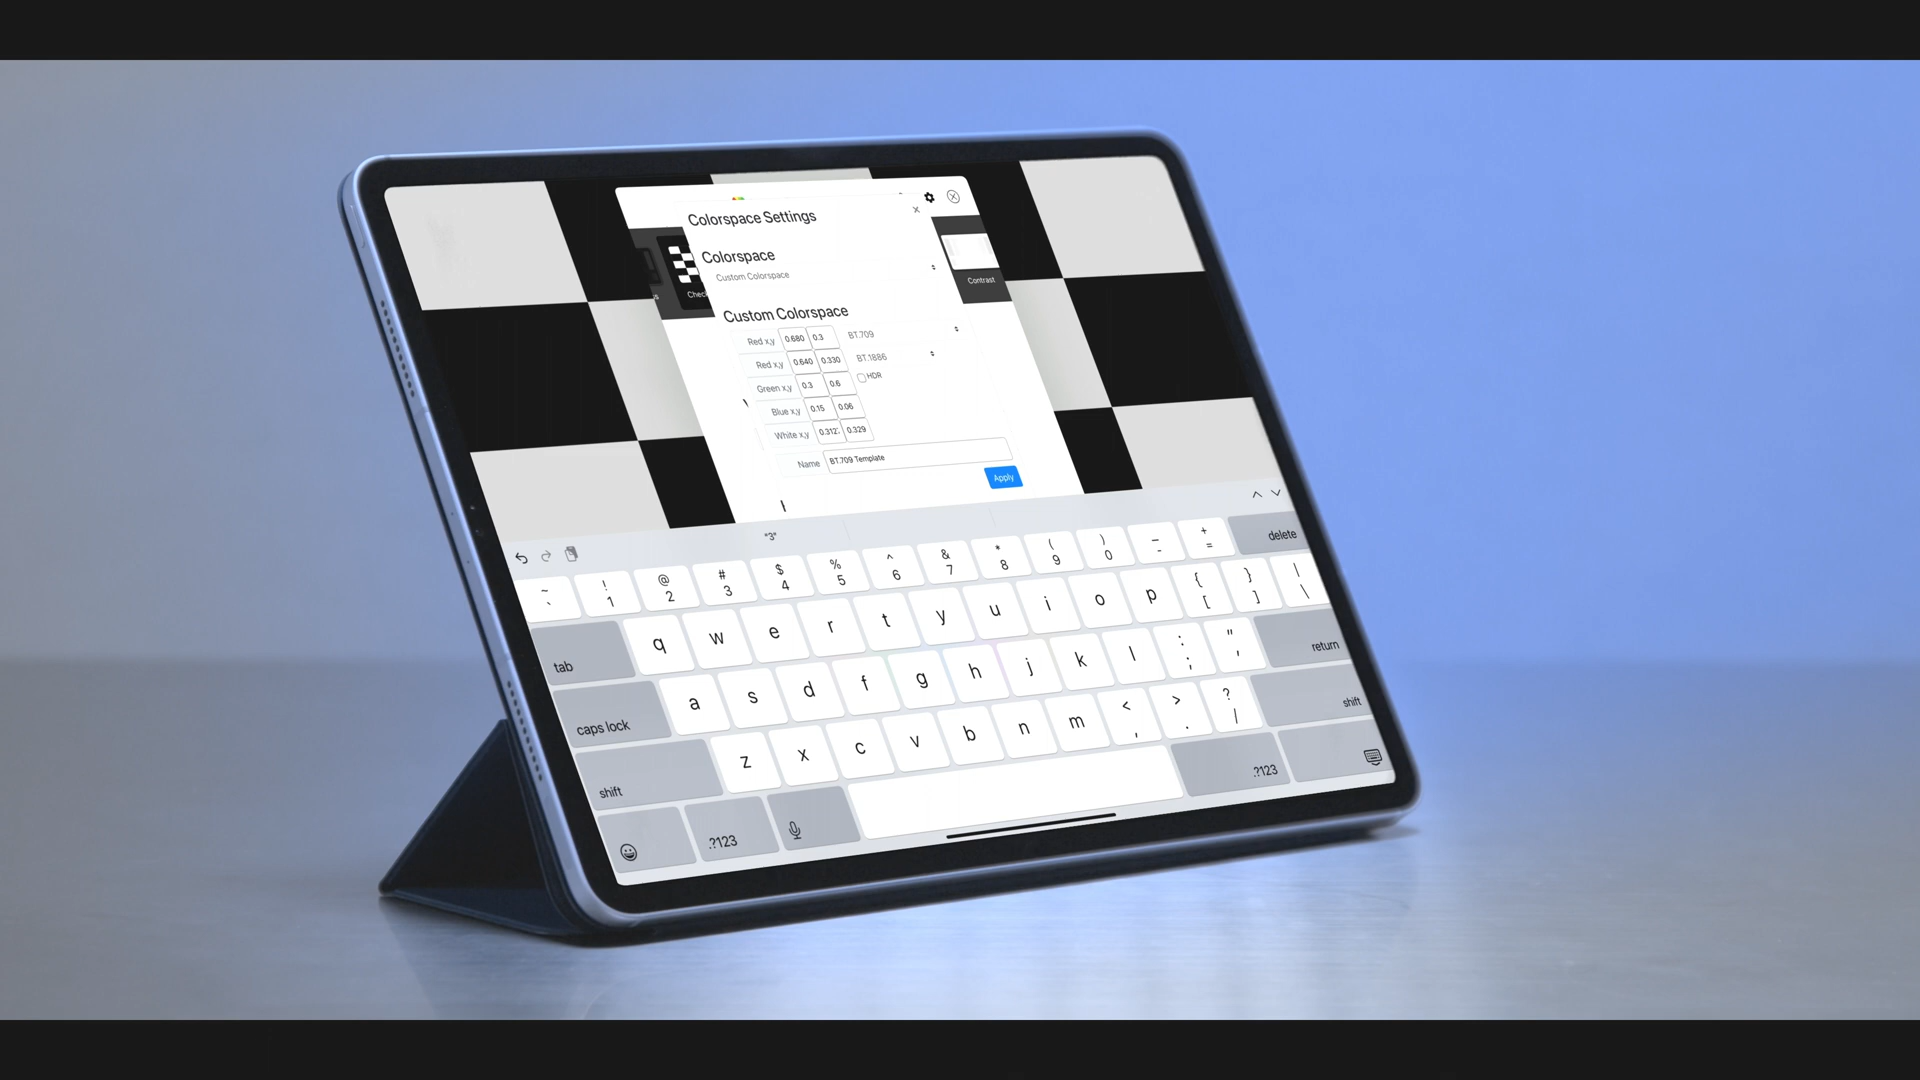 Colorspace Settings
×
Colorspace
Custom Colorspace
Contrast
Custom Colorspace
Red x,y 0.680 0.3 BT.709
Red x,y 0.640 0.330 BT.1886
Green x,y 0.3 0.6 HDR
Blue x,y 0.15 0.06
White x,y 0.312 0.329
Name BT.709 Template
Apply
"3"
~ ! @ # $ % ^ & * ( ) _ + delete
` 1 2 3 4 5 6 7 8 9 0 - =
tab q w e r t y u i o p { [ } ] | \
caps lock a s d f g h j k l : ; " ' return
shift z x c v b n m < , > . ? / shift
.?123 .?123